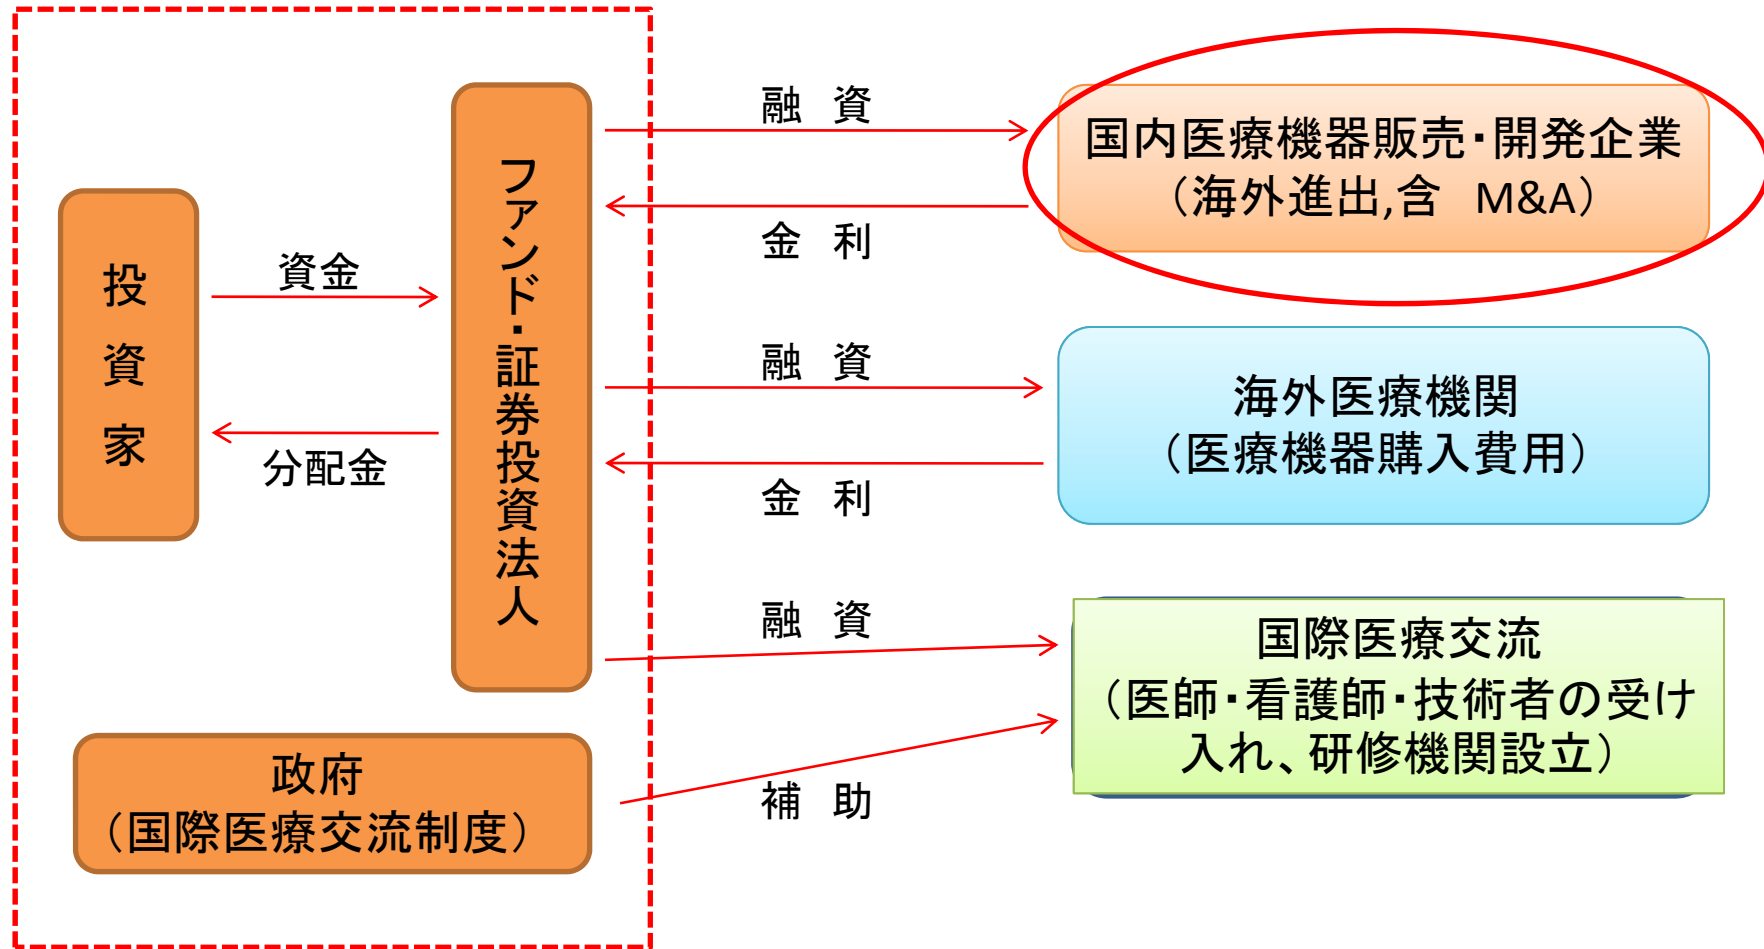 投資家
資金
分配金
ファンド・証券投資法人
政府
（国際医療交流制度）
融　資
金　利
融　資
金　利
融　資
補　助
国内医療機器販売・開発企業
（海外進出,含　M&A）
海外医療機関
（医療機器購入費用）
国際医療交流
（医師・看護師・技術者の受け
入れ、研修機関設立）